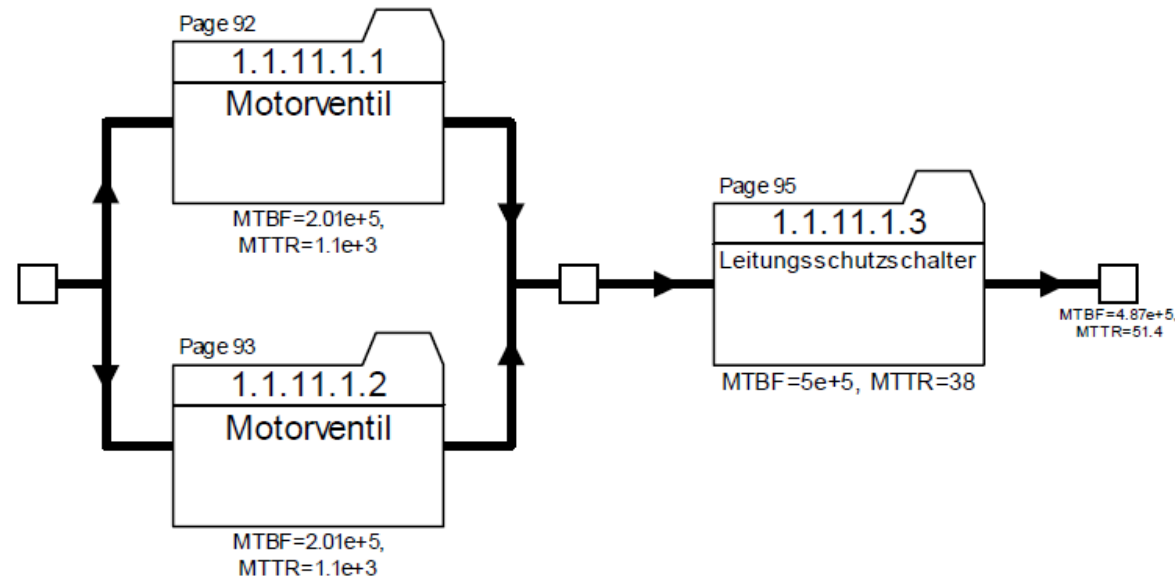 Page 92
1.1.11.1.1
Motorventil
MTBF=2.01e+5,
MTTR=1.1e+3
Page 93
1.1.11.1.2
Motorventil
MTBF=2.01e+5,
MTTR=1.1e+3
Page 95
1.1.11.1.3
Leitungsschutzschalter
MTBF=5e+5, MTTR=38
MTBF=4.87e+5,
MTTR=51.4